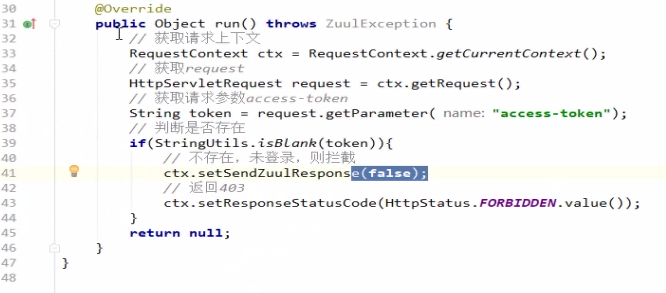 30 @Override
31 public Object run() throws ZuulException {
32 // 获取请求上下文
33 RequestContext ctx = RequestContext.getCurrentContext();
34 // 获取request
35 HttpServletRequest request = ctx.getRequest();
36 // 获取请求参数access-token
37 String token = request.getParameter( name: "access-token");
38 // 判断是否存在
39 if(StringUtils.isBlank(token)){
40 // 不存在，未登录，则拦截
41 ctx.setSendZuulResponse(false);
42 // 返回403
43 ctx.setResponseStatusCode(HttpStatus.FORBIDDEN.value());
44 }
45 return null;
46 }
47 }
48